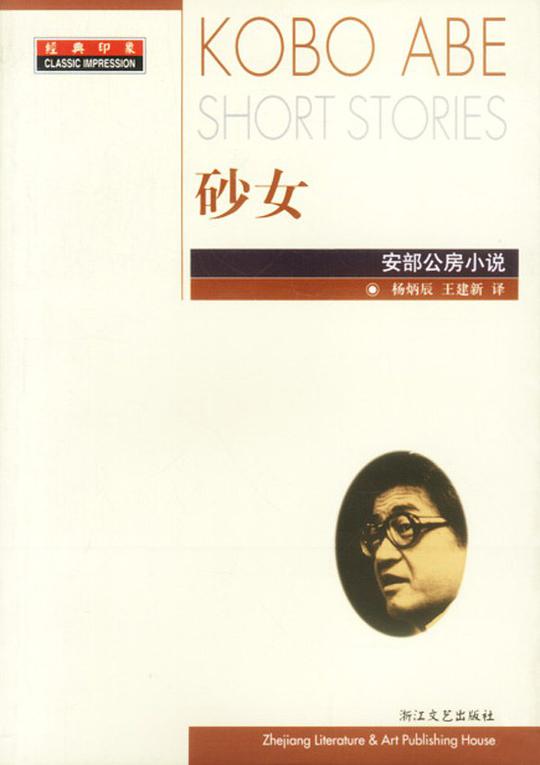 經典印象
CLASSIC IMPRESSION
KOBO ABE
SHORT STORIES
砂女
安部公房小说
杨炳辰 王建新 译
浙江文艺出版社
Zhejiang Literature & Art Publishing House